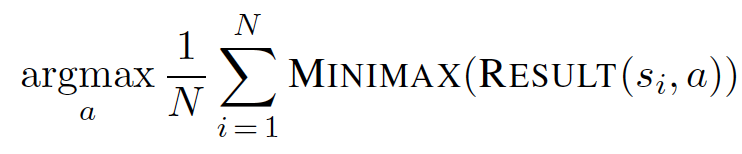 argmax_a 1/N ∑_{i=1}^{N} MINIMAX(RESULT(s_i, a))